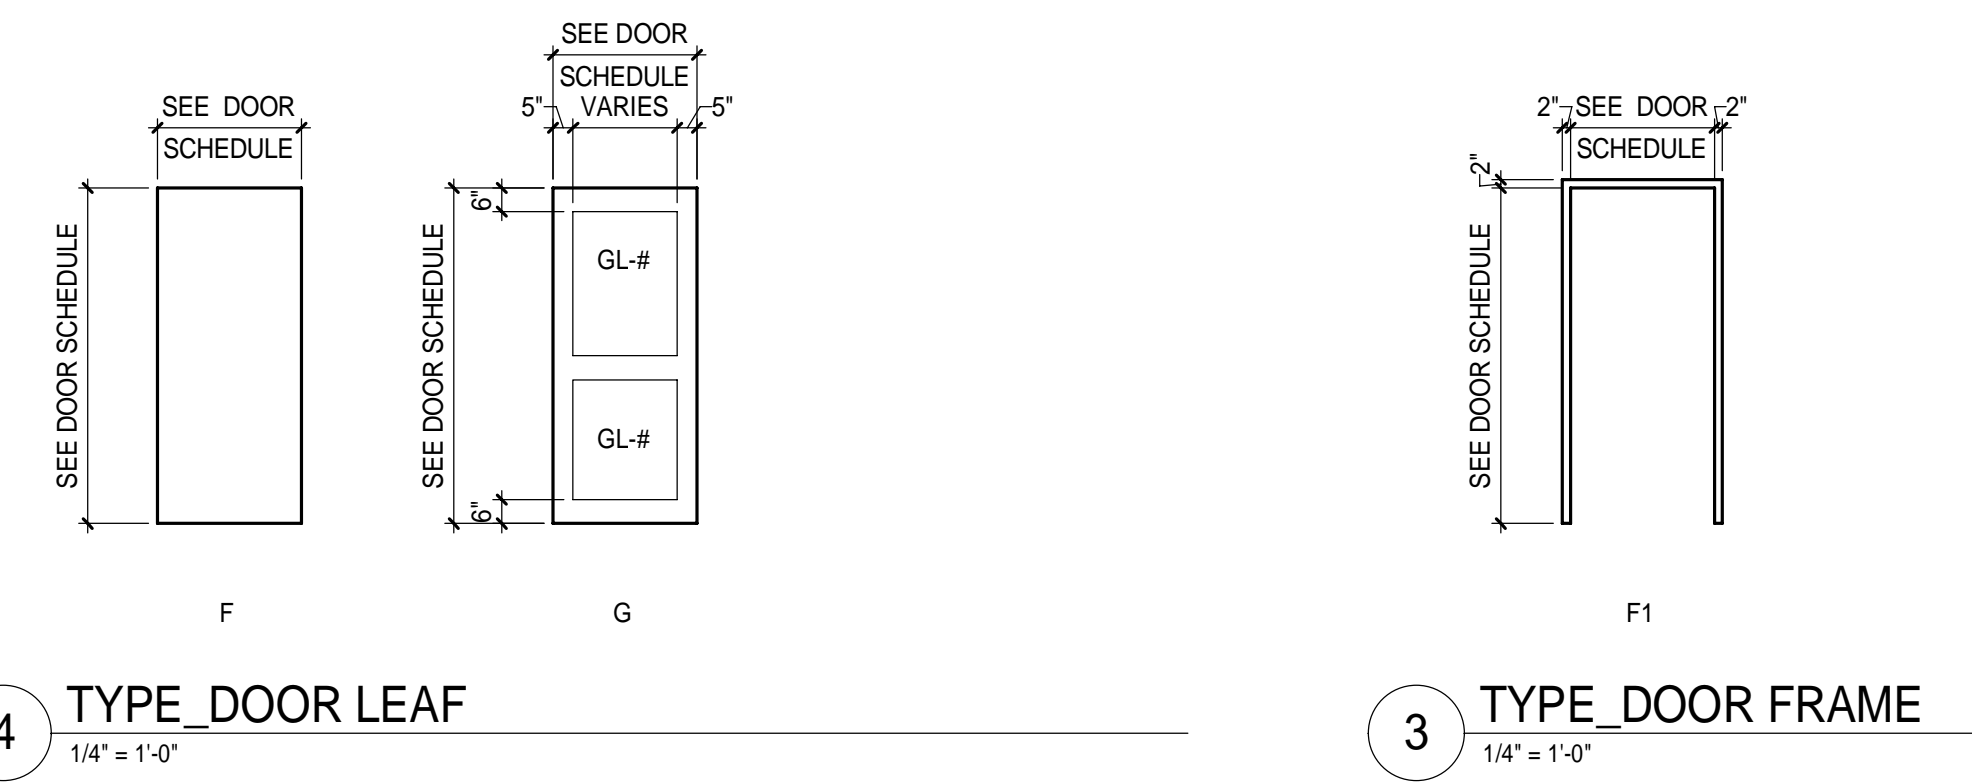 SEE DOOR
SCHEDULE
SEE DOOR SCHEDULE
F
SEE DOOR
SCHEDULE
5" VARIES 5"
6"
SEE DOOR SCHEDULE
GL-#
GL-#
6"
G
4 TYPE_DOOR LEAF
1/4" = 1'-0"
2" SEE DOOR 2"
SCHEDULE
2"
SEE DOOR SCHEDULE
F1
3 TYPE_DOOR FRAME
1/4" = 1'-0"